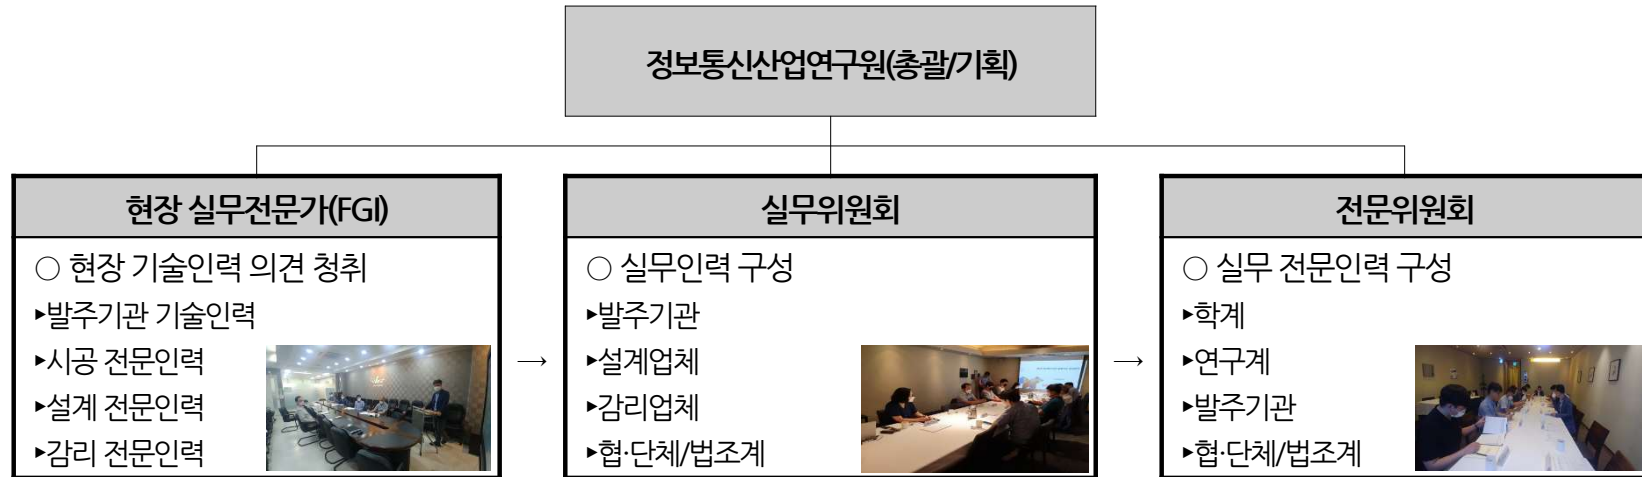 정보통신산업연구원(총괄/기획)
현장 실무전문가(FGI)
○ 현장 기술인력 의견 청취
▸발주기관 기술인력
▸시공 전문인력
▸설계 전문인력
▸감리 전문인력
→
실무위원회
○ 실무인력 구성
▸발주기관
▸설계업체
▸감리업체
▸협·단체/법조계
→
전문위원회
○ 실무 전문인력 구성
▸학계
▸연구계
▸발주기관
▸협·단체/법조계